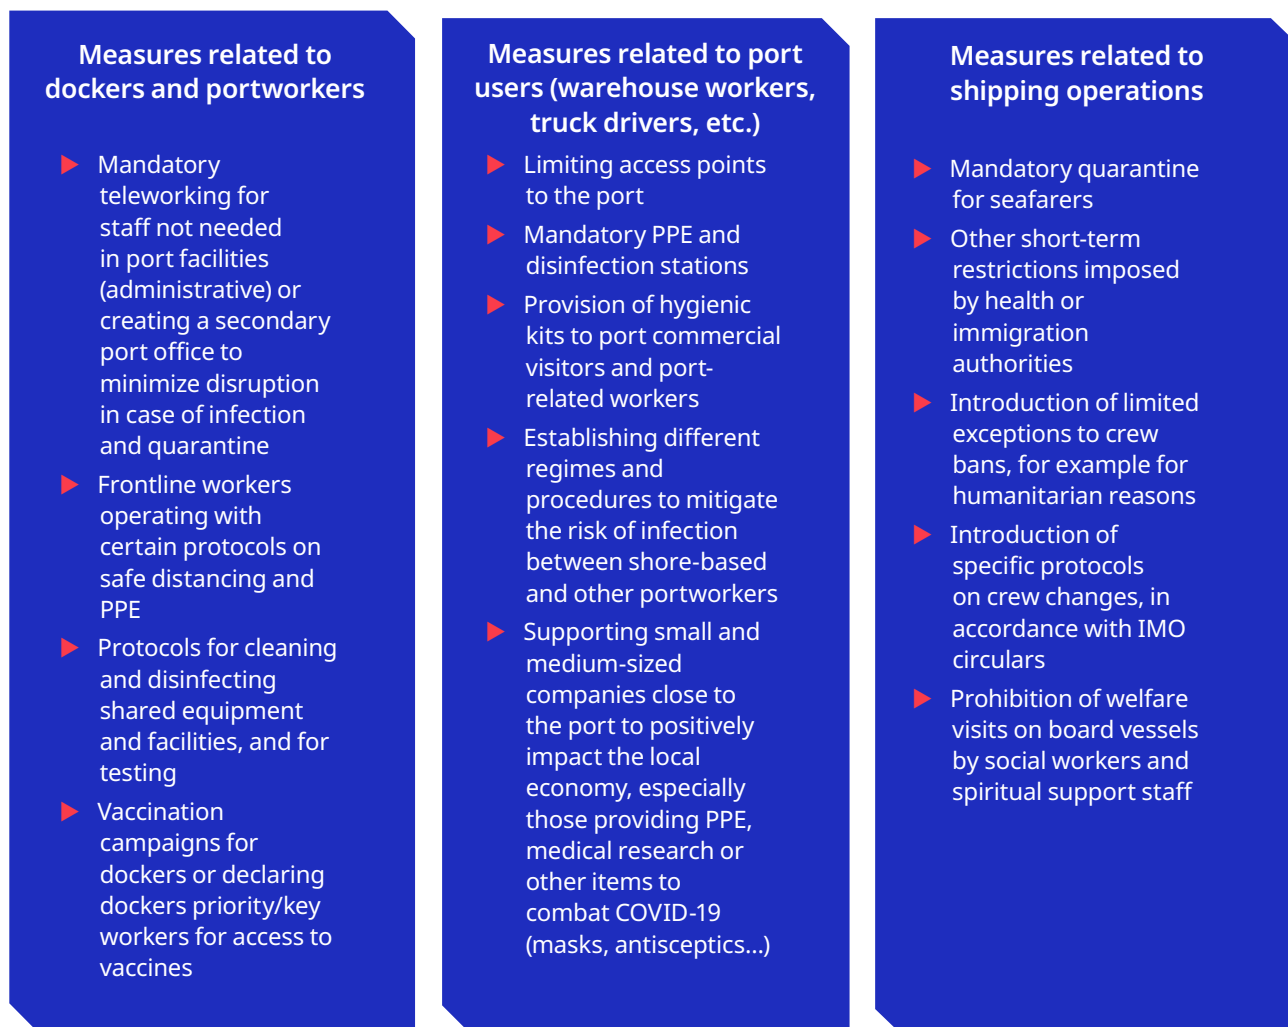 Measures related to
dockers and portworkers
Mandatory
teleworking for
staff not needed
in port facilities
(administrative) or
creating a secondary
port office to
minimize disruption
in case of infection
and quarantine
Frontline workers
operating with
certain protocols on
safe distancing and
PPE
Protocols for cleaning
and disinfecting
shared equipment
and facilities, and for
testing
Vaccination
campaigns for
dockers or declaring
dockers priority/key
workers for access to
vaccines
Measures related to port
users (warehouse workers,
truck drivers, etc.)
Limiting access points
to the port
Mandatory PPE and
disinfection stations
Provision of hygienic
kits to port commercial
visitors and port-
related workers
Establishing different
regimes and
procedures to mitigate
the risk of infection
between shore-based
and other portworkers
Supporting small and
medium-sized
companies close to
the port to positively
impact the local
economy, especially
those providing PPE,
medical research or
other items to
combat COVID-19
(masks, antisceptics...)
Measures related to
shipping operations
Mandatory quarantine
for seafarers
Other short-term
restrictions imposed
by health or
immigration
authorities
Introduction of limited
exceptions to crew
bans, for example for
humanitarian reasons
Introduction of
specific protocols
on crew changes, in
accordance with IMO
circulars
Prohibition of welfare
visits on board vessels
by social workers and
spiritual support staff